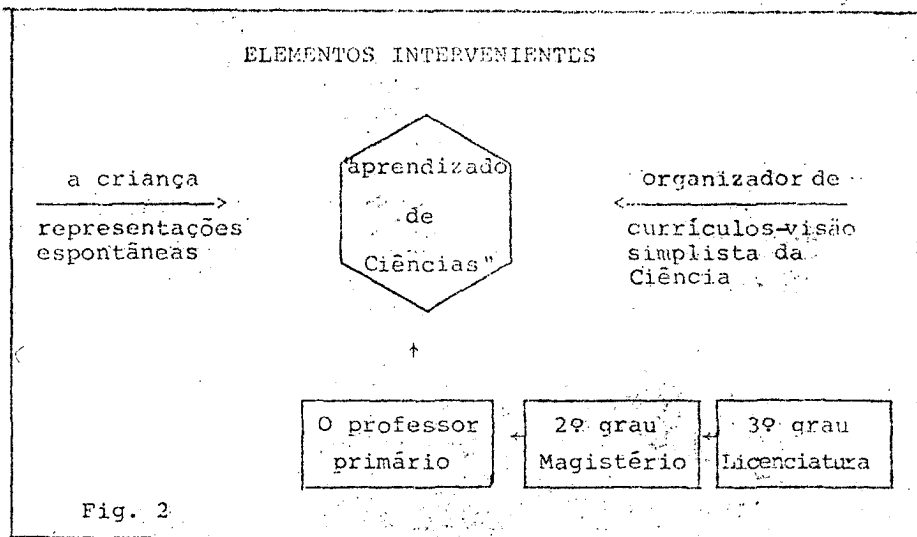 ELEMENTOS INTERVENIENTES
a criança
representações
espontâneas
"aprendizado
de
Ciências"
organizador de
currículos-visão
simplista da
Ciência
O professor
primário
2º grau
Magistério
3º grau
Licenciatura
Fig. 2